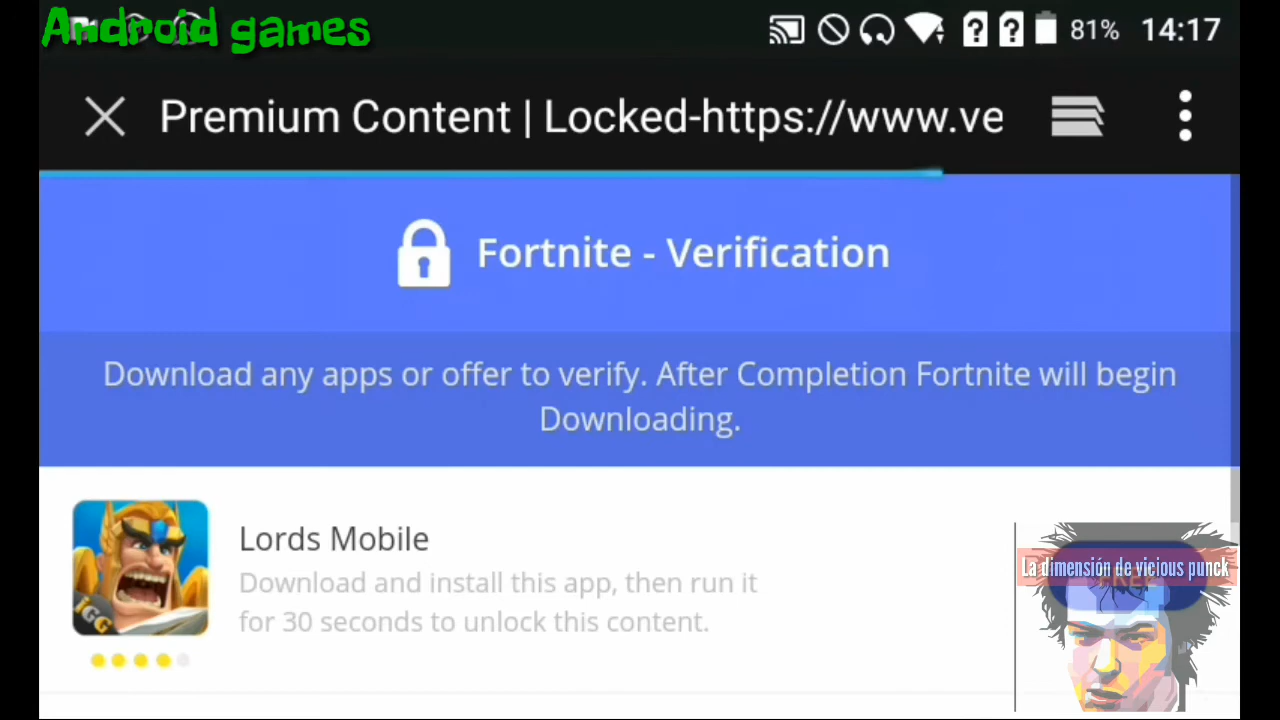 Android games
81% 14:17
Premium Content | Locked-https://www.ve
Fortnite - Verification
Download any apps or offer to verify. After Completion Fortnite will begin
Downloading.
Lords Mobile
Download and install this app, then run it
for 30 seconds to unlock this content.
IGG
La dimensión de vicious punck
FREE